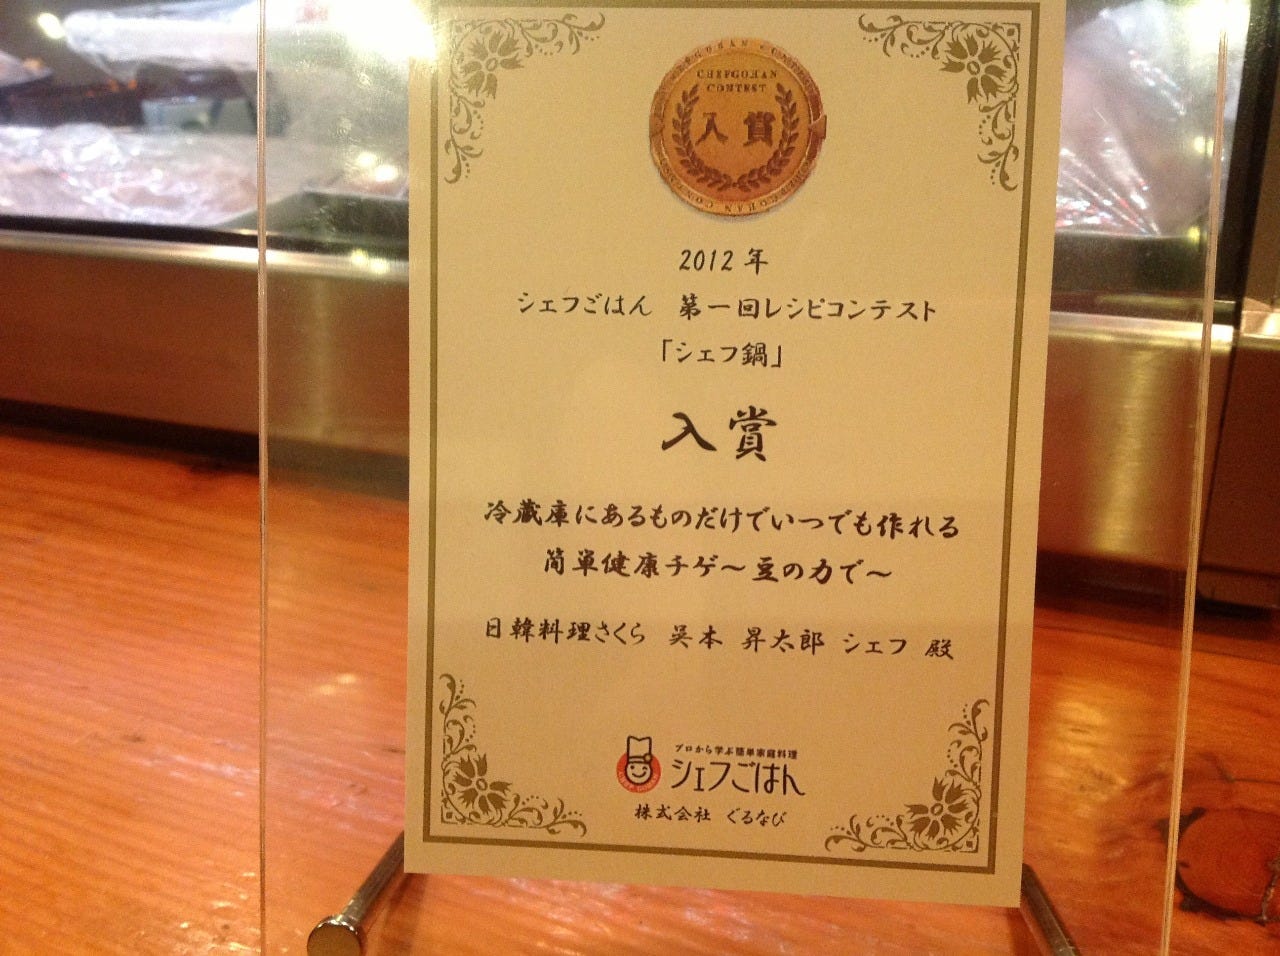 CHEFGOHAN
CONTEST
入賞
2012年
シェフごはん 第一回レシピコンテスト
「シェフ鍋」
入賞
冷蔵庫にあるものだけでいつでも作れる
簡単健康チゲ～豆の力で～
日韓料理さくら 呉本 昇太郎 シェフ 殿
プロから学ぶ簡単家庭料理
シェフごはん
株式会社 ぐるなび